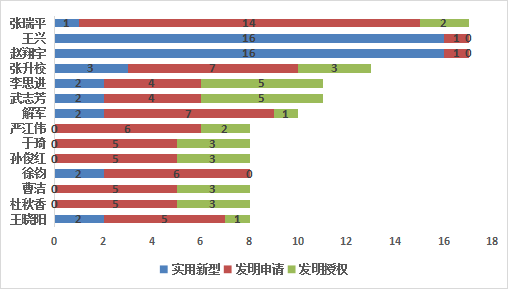 张瑞平 1 14 2
王兴 16 1 0
赵翔宇 16 1 0
张升校 3 7 3
李思进 2 4 5
武志芳 2 4 5
解军 2 7 1
严江伟 0 6 2
于琦 0 5 3
孙俊红 0 5 3
徐钧 2 6 0
曹洁 0 5 3
杜秋香 0 5 3
王晓阳 2 5 1
0 2 4 6 8 10 12 14 16 18
实用新型 发明申请 发明授权